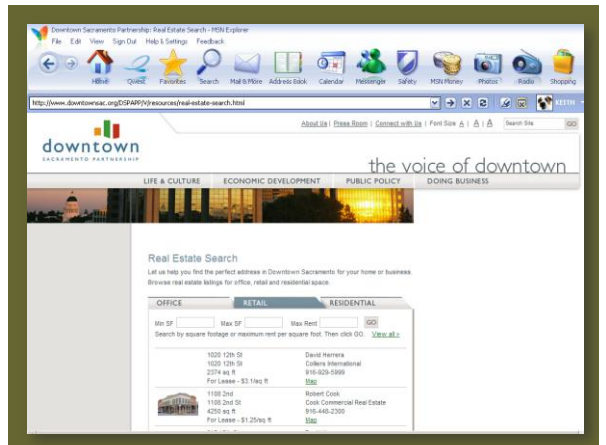 Downtown Sacramento Partnership: Real Estate Search - MSN Explorer
File Edit View Sign Out Help & Settings Feedback
Home Qwest Favorites Search Mail & More Address Book Calendar Messenger Safety MSN Money Photos Radio Shopping
http://www.downtownsac.org/DSPAPP/V/resources/real-estate-search.html
KEITH
About Us | Press Room | Connect with Us | Font Size A | A | A Search Site GO
downtown
SACRAMENTO PARTNERSHIP
the voice of downtown
LIFE & CULTURE ECONOMIC DEVELOPMENT PUBLIC POLICY DOING BUSINESS
Real Estate Search
Let us help you find the perfect address in Downtown Sacramento for your home or business
Browse real estate listings for office, retail and residential space.
OFFICE RETAIL RESIDENTIAL
Min SF Max SF Max Rent GO
Search by square footage or maximum rent per square foot. Then click GO. View all »
1020 12th St David Herrera
1020 12th St Colliers International
2374 sq ft 916-929-5999
For Lease - $3.1/sq ft Map
1108 2nd Robert Cook
1108 2nd St Cook Commercial Real Estate
4250 sq ft 916-448-2300
For Lease - $1.25/sq ft Map